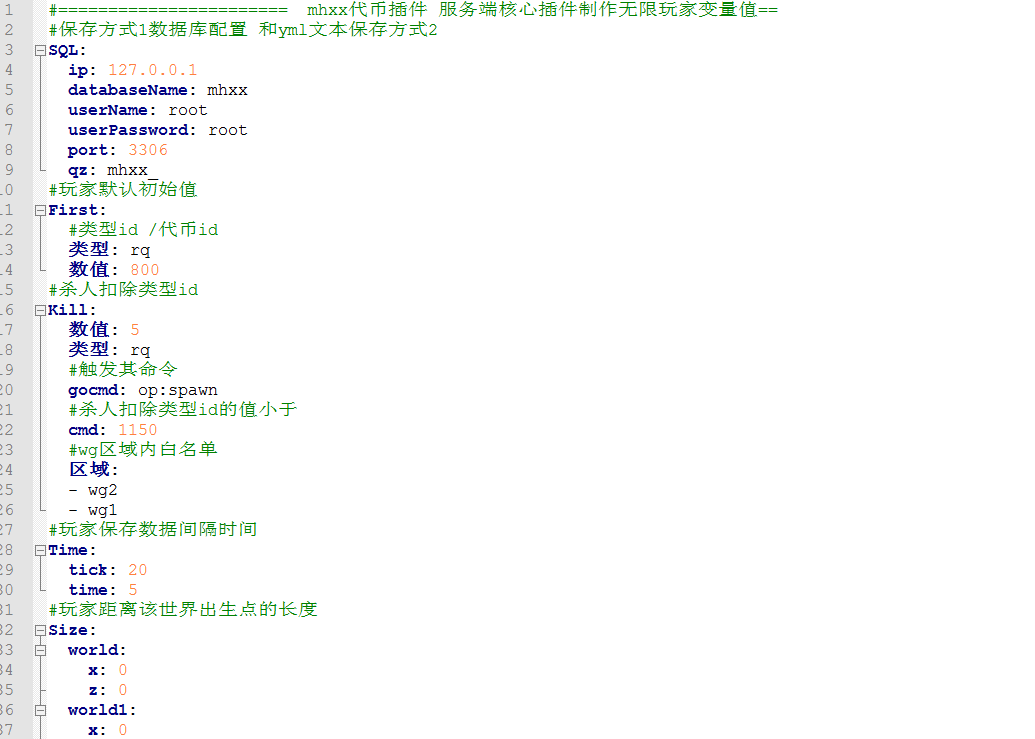 1 #======================= mhxx代币插件 服务端核心插件制作无限玩家变量值==
2 #保存方式1数据库配置 和yml文本保存方式2
3 SQL:
4 ip: 127.0.0.1
5 databaseName: mhxx
6 userName: root
7 userPassword: root
8 port: 3306
9 qz: mhxx_
10 #玩家默认初始值
11 First:
12 #类型id /代币id
13 类型: rq
14 数值: 800
15 #杀人扣除类型id
16 Kill:
17 数值: 5
18 类型: rq
19 #触发其命令
20 gocmd: op:spawn
21 #杀人扣除类型id的值小于
22 cmd: 1150
23 #wg区域内白名单
24 区域:
25 - wg2
26 - wg1
27 #玩家保存数据间隔时间
28 Time:
29 tick: 20
30 time: 5
31 #玩家距离该世界出生点的长度
32 Size:
33 world:
34 x: 0
35 z: 0
36 world1:
37 x: 0